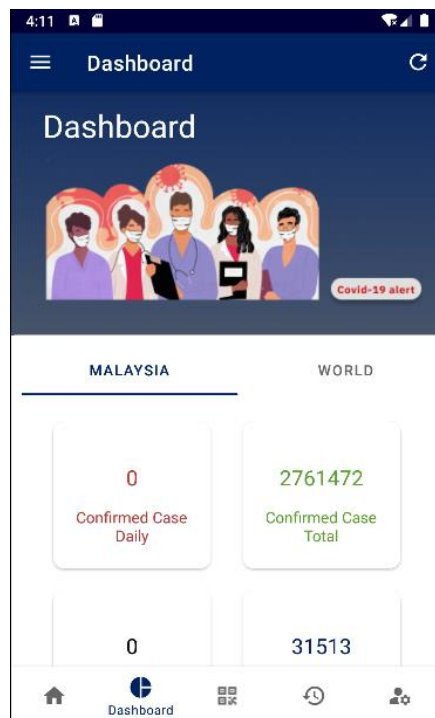 4:11
Dashboard
Dashboard
Covid-19 alert
MALAYSIA
WORLD
0
Confirmed Case
Daily
2761472
Confirmed Case
Total
0
31513
Dashboard